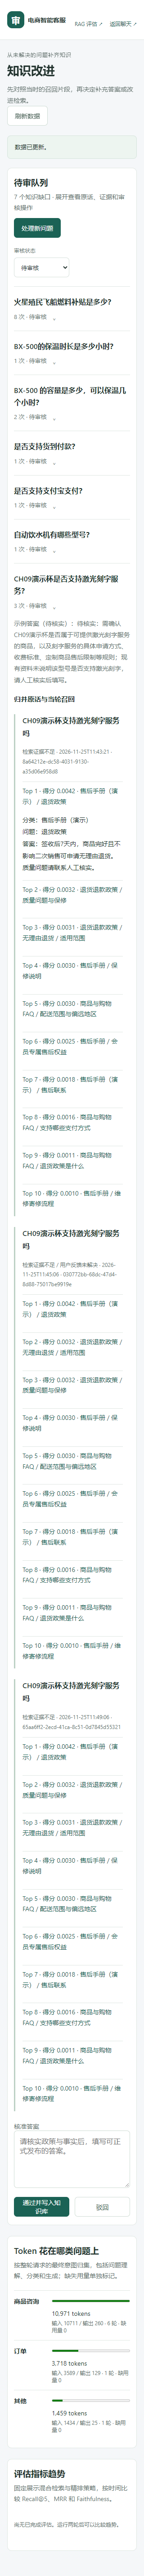 审
电商智能客服
RAG 评估 ↗
返回聊天 ↗
从未解决的问题补齐知识
知识改进
先对照当时的召回片段，再决定补充答案或改
进检索。
刷新数据
数据已更新。
待审队列
7 个知识缺口 · 展开查看原话、证据和审
核操作
处理新问题
审核状态
待审核
火星殖民飞船燃料补贴是多少？
8 次 · 待审核
BX-500的保温时长是多少小时？
1 次 · 待审核
BX-500 的容量是多少，可以保温几
个小时？
2 次 · 待审核
是否支持货到付款？
1 次 · 待审核
是否支持支付宝支付？
1 次 · 待审核
自动饮水机有哪些型号？
1 次 · 待审核
CH09演示杯是否支持激光刻字服
务？
3 次 · 待审核
示例答案（待核实）：待核实：需确认
CH09演示杯是否属于可提供激光刻字服务
的商品，以及刻字服务的具体申请方式、
收费标准、定制商品售后限制等规则；现
有资料未说明该型号是否支持激光刻字，
请人工核实后填写。
归并原话与当轮召回
CH09演示杯支持激光刻字服务
吗
检索证据不足 · 2026-11-25T11:43:21 ·
8a64212e-dc58-4031-9130-
a35d06e958d8
Top 1 · 得分 0.0042 · 售后手册（演
示） / 退货政策
分类：售后手册（演示）
问题：退货政策
答案：签收后7天内，商品完好且不
影响二次销售可申请无理由退货。
质量问题请联系人工核实。
Top 2 · 得分 0.0032 · 退货退款政策 /
质量问题与保修
Top 3 · 得分 0.0031 · 退货退款政策 /
无理由退货 / 适用范围
Top 4 · 得分 0.0030 · 售后手册 / 保
修说明
Top 5 · 得分 0.0030 · 商品与购物
FAQ / 配送范围与偏远地区
Top 6 · 得分 0.0025 · 售后手册 / 会
员专属售后权益
Top 7 · 得分 0.0018 · 售后手册（演
示） / 售后联系
Top 8 · 得分 0.0016 · 商品与购物
FAQ / 支持哪些支付方式
Top 9 · 得分 0.0011 · 商品与购物
FAQ / 退货政策是什么
Top 10 · 得分 0.0010 · 售后手册 / 维
修寄修流程
CH09演示杯支持激光刻字服务
吗
检索证据不足 / 用户反馈未解决 · 2026-
11-25T11:45:06 · 030772bb-68dc-47d4-
8d88-75017be9919e
Top 1 · 得分 0.0042 · 售后手册（演
示） / 退货政策
Top 2 · 得分 0.0032 · 退货退款政策 /
无理由退货 / 适用范围
Top 3 · 得分 0.0032 · 退货退款政策 /
质量问题与保修
Top 4 · 得分 0.0030 · 售后手册 / 保
修说明
Top 5 · 得分 0.0030 · 商品与购物
FAQ / 配送范围与偏远地区
Top 6 · 得分 0.0025 · 售后手册 / 会
员专属售后权益
Top 7 · 得分 0.0018 · 售后手册（演
示） / 售后联系
Top 8 · 得分 0.0016 · 商品与购物
FAQ / 支持哪些支付方式
Top 9 · 得分 0.0011 · 商品与购物
FAQ / 退货政策是什么
Top 10 · 得分 0.0010 · 售后手册 / 维
修寄修流程
CH09演示杯支持激光刻字服务
吗
检索证据不足 · 2026-11-25T11:49:06 ·
65aa6ff2-2ecd-41ca-8c51-0d7845d55321
Top 1 · 得分 0.0042 · 售后手册（演
示） / 退货政策
Top 2 · 得分 0.0032 · 退货退款政策 /
质量问题与保修
Top 3 · 得分 0.0031 · 退货退款政策 /
无理由退货 / 适用范围
Top 4 · 得分 0.0030 · 售后手册 / 保
修说明
Top 5 · 得分 0.0030 · 商品与购物
FAQ / 配送范围与偏远地区
Top 6 · 得分 0.0025 · 售后手册 / 会
员专属售后权益
Top 7 · 得分 0.0018 · 售后手册（演
示） / 售后联系
Top 8 · 得分 0.0016 · 商品与购物
FAQ / 支持哪些支付方式
Top 9 · 得分 0.0011 · 商品与购物
FAQ / 退货政策是什么
Top 10 · 得分 0.0010 · 售后手册 / 维
修寄修流程
核准答案
请核实政策与事实后，填写可正
式发布的答案。
通过并写入知
识库
驳回
Token 花在哪类问题上
按整轮请求的最终意图归集，包括问题理
解、分类和生成；缺失用量单独标记。
商品咨询
10,971 tokens
输入 10711 / 输出 260 · 6 轮 · 缺用
量 0
订单
3,718 tokens
输入 3589 / 输出 129 · 1 轮 · 缺用
量 0
其他
1,459 tokens
输入 1434 / 输出 25 · 1 轮 · 缺用
量 0
评估指标趋势
固定展示混合检索与精排策略，按时间比
较 Recall@5、MRR 和 Faithfulness。
尚无已完成评估。运行两轮后可以比较趋势。